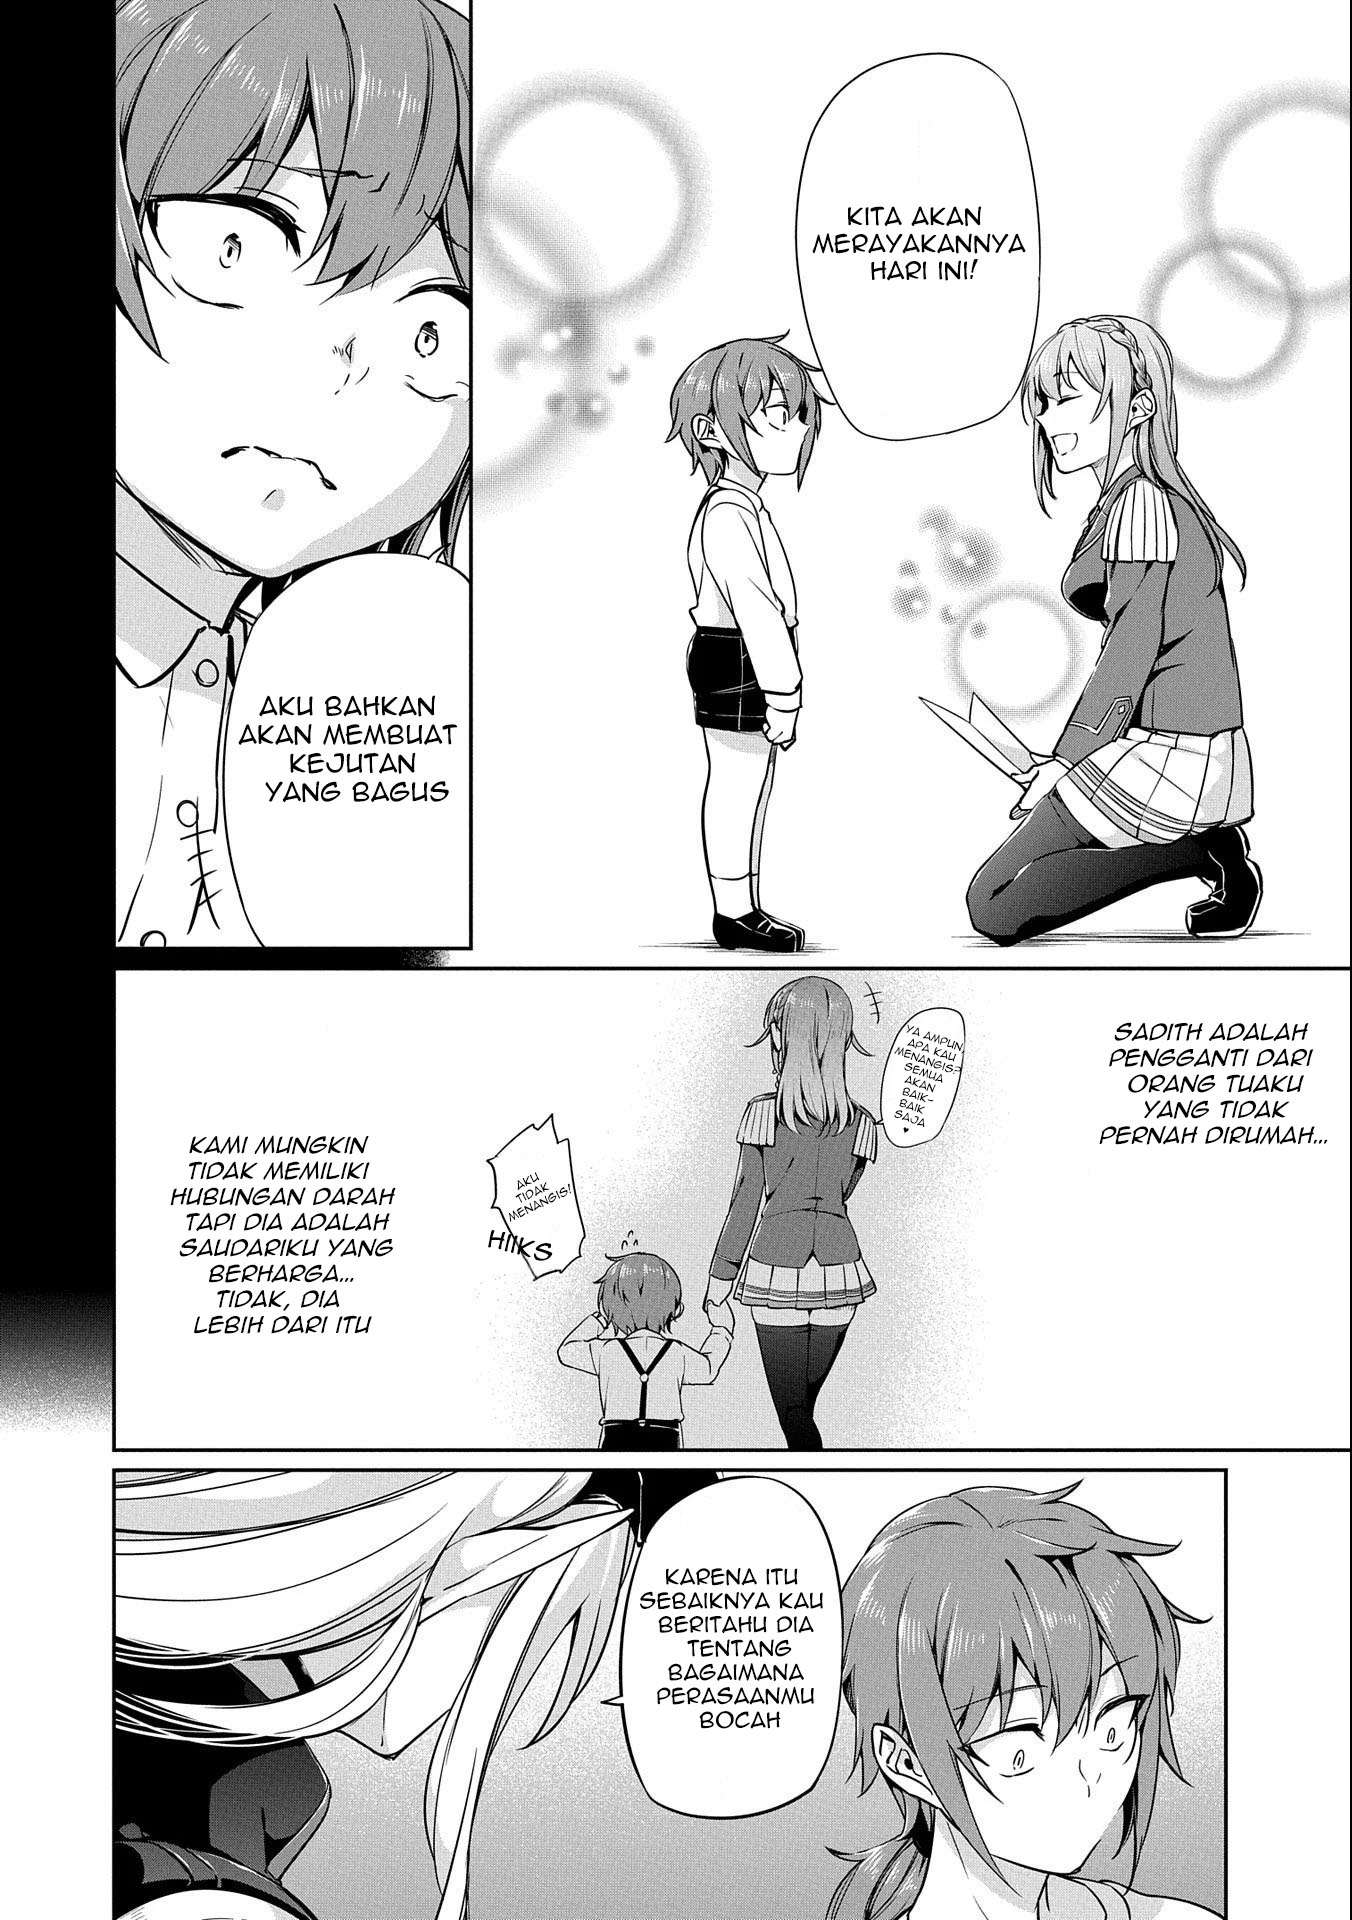 KITA AKAN
MERAYAKANNYA
HARI INI!
AKU BAHKAN
AKAN MEMBUAT
KEJUTAN
YANG BAGUS
SADITH ADALAH
PENGGANTI DARI
ORANG TUAKU
YANG TIDAK
PERNAH DIRUMAH...
YA AMPUN
APA KAU
MENANGIS?
SEMUA
AKAN
BAIK-
BAIK
SAJA
♥
AKU
TIDAK
MENANGIS!
HIIKS
KAMI MUNGKIN
TIDAK MEMILIKI
HUBUNGAN DARAH
TAPI DIA ADALAH
SAUDARIKU YANG
BERHARGA...
TIDAK, DIA
LEBIH DARI ITU
KARENA ITU
SEBAIKNYA KAU
BERITAHU DIA
TENTANG
BAGAIMANA
PERASAANMU
BOCAH